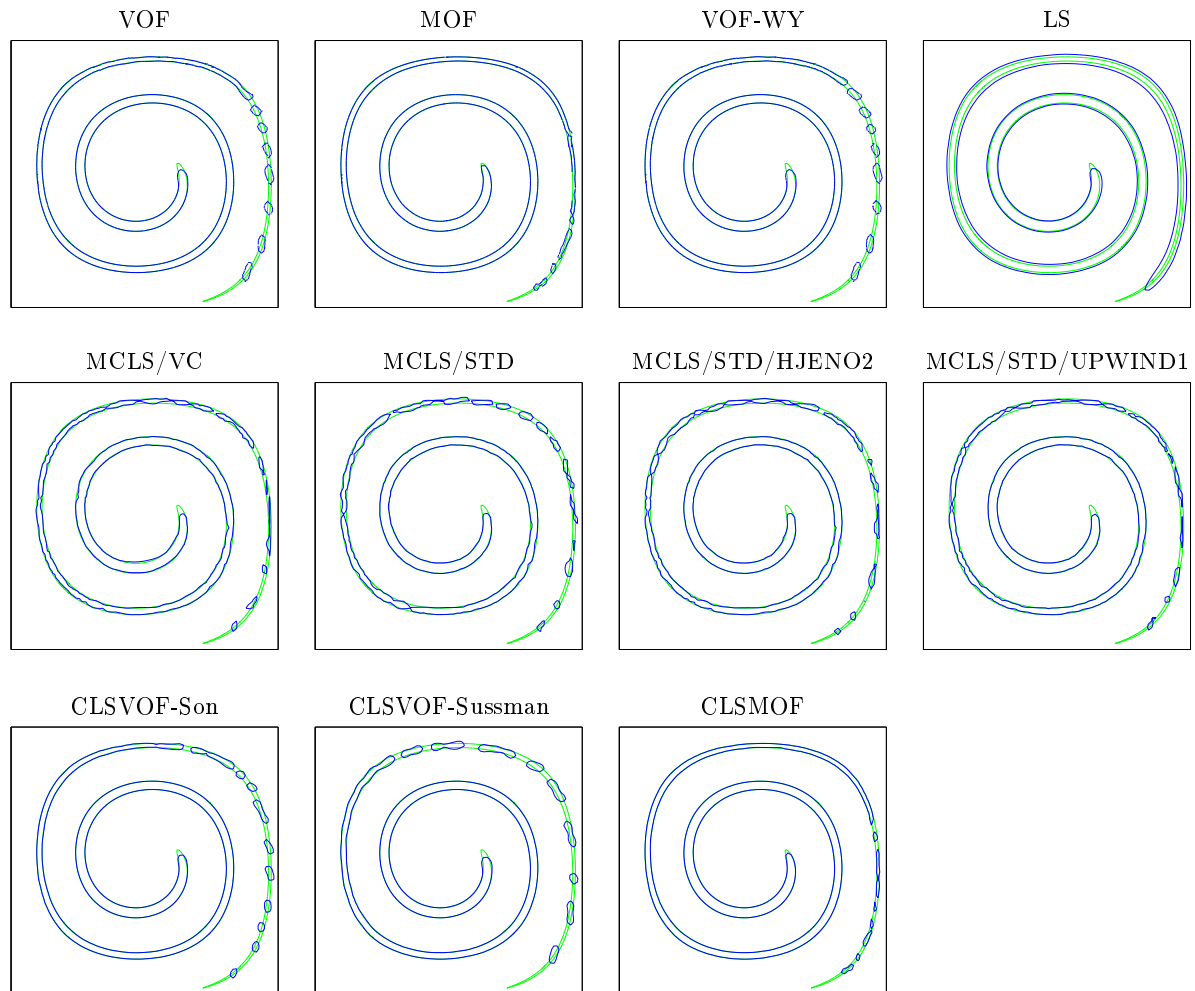 VOF
MOF
VOF-WY
LS
MCLS/VC
MCLS/STD
MCLS/STD/HJENO2
MCLS/STD/UPWIND1
CLSVOF-Son
CLSVOF-Sussman
CLSMOF